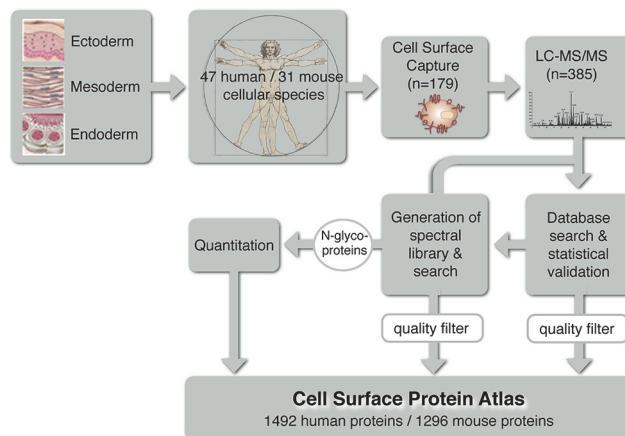 Ectoderm
Mesoderm
Endoderm
47 human / 31 mouse
cellular species
Cell Surface
Capture
(n=179)
LC-MS/MS
(n=385)
Quantitation
N-glyco-
proteins
Generation of
spectral
library &
search
Database
search &
statistical
validation
quality filter
quality filter
Cell Surface Protein Atlas
1492 human proteins / 1296 mouse proteins